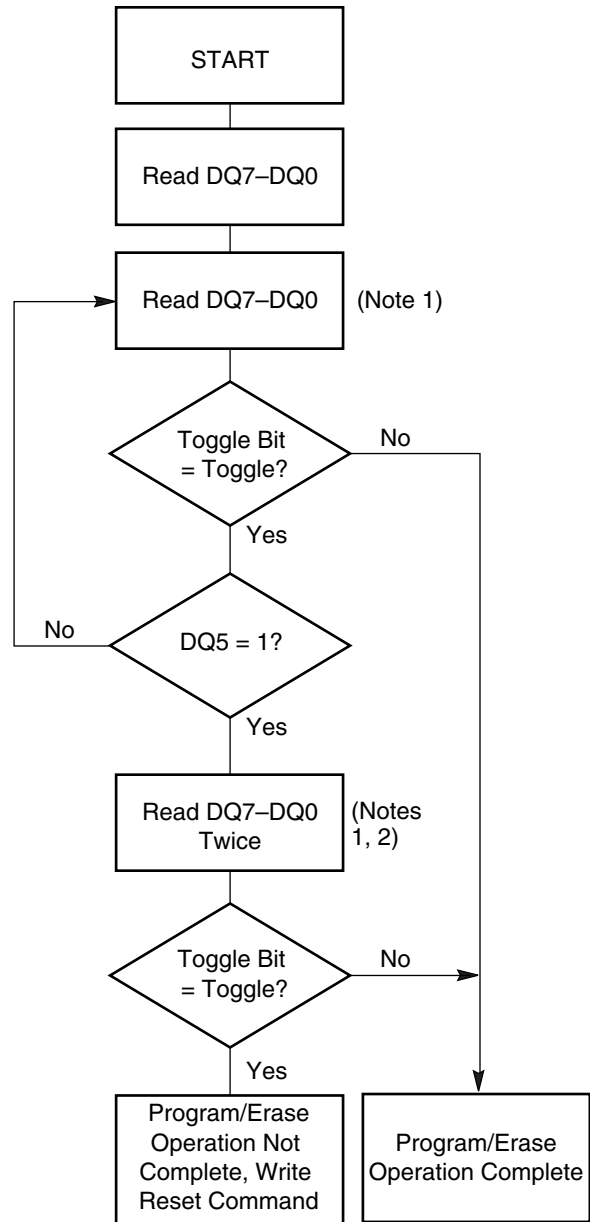 START
Read DQ7–DQ0
Read DQ7–DQ0
(Note 1)
Toggle Bit
= Toggle?
No
Yes
No
DQ5 = 1?
Yes
Read DQ7–DQ0
Twice
(Notes
1, 2)
Toggle Bit
= Toggle?
No
Yes
Program/Erase
Operation Not
Complete, Write
Reset Command
Program/Erase
Operation Complete